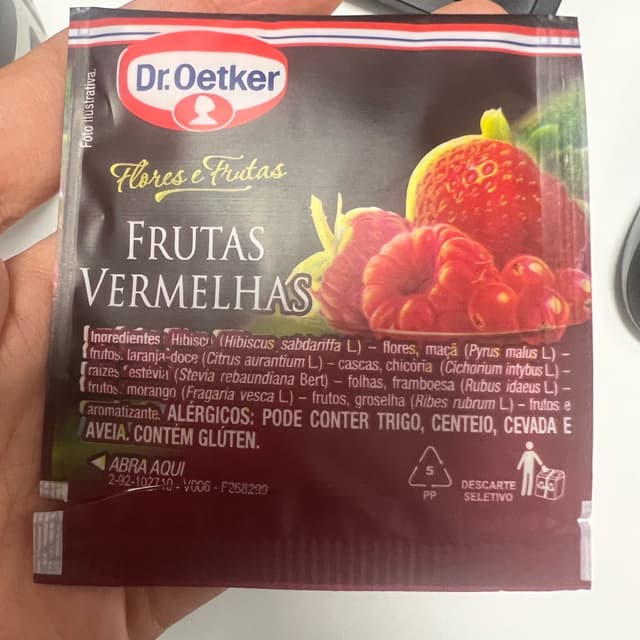 Foto ilustrativa.
Dr. Oetker
Flores e Frutas
FRUTAS
VERMELHAS
Ingredientes: Hibisco (Hibiscus sabdariffa L.) – flores, maçã (Pyrus malus L.) –
frutos, laranja-doce (Citrus aurantium L.) – cascas, chicória (Cichorium intybus L.) –
raízes, estévia (Stevia rebaundiana Bert) – folhas, framboesa (Rubus idaeus L.) –
frutos, morango (Fragaria vesca L.) – frutos, groselha (Ribes rubrum L.) – frutos e
aromatizante. ALÉRGICOS: PODE CONTER TRIGO, CENTEIO, CEVADA E
AVEIA. CONTÉM GLÚTEN.
ABRA AQUI
2-92-102710 - V006 - F268299
5
PP
DESCARTE
SELETIVO